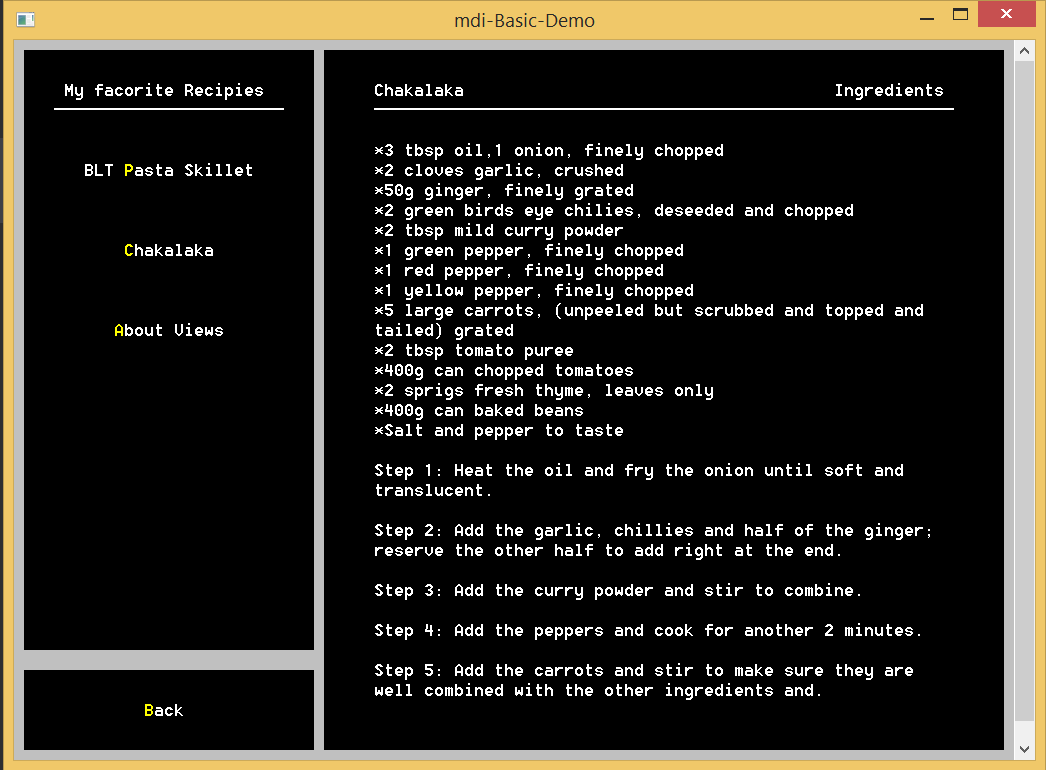 mdi-Basic-Demo
My facorite Recipies
BLT Pasta Skillet
Chakalaka
About Views
Back
Chakalaka Ingredients
*3 tbsp oil,1 onion, finely chopped
*2 cloves garlic, crushed
*50g ginger, finely grated
*2 green birds eye chilies, deseeded and chopped
*2 tbsp mild curry powder
*1 green pepper, finely chopped
*1 red pepper, finely chopped
*1 yellow pepper, finely chopped
*5 large carrots, (unpeeled but scrubbed and topped and
tailed) grated
*2 tbsp tomato puree
*400g can chopped tomatoes
*2 sprigs fresh thyme, leaves only
*400g can baked beans
*Salt and pepper to taste
Step 1: Heat the oil and fry the onion until soft and
translucent.
Step 2: Add the garlic, chillies and half of the ginger;
reserve the other half to add right at the end.
Step 3: Add the curry powder and stir to combine.
Step 4: Add the peppers and cook for another 2 minutes.
Step 5: Add the carrots and stir to make sure they are
well combined with the other ingredients and.